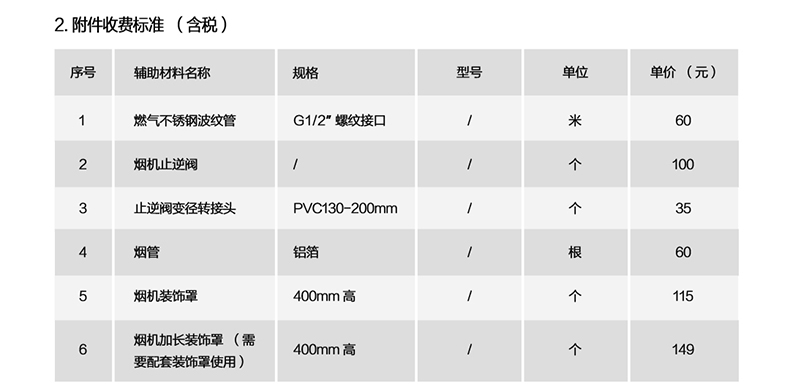 2. 附件收费标准 （含税）
序号 辅助材料名称 规格 型号 单位 单价 （元）
1 燃气不锈钢波纹管 G1/2″ 螺纹接口 / 米 60
2 烟机止逆阀 / / 个 100
3 止逆阀变径转接头 PVC130-200mm / 个 35
4 烟管 铝箔 / 根 60
5 烟机装饰罩 400mm 高 / 个 115
6 烟机加长装饰罩 （需要配套装饰罩使用） 400mm 高 / 个 149